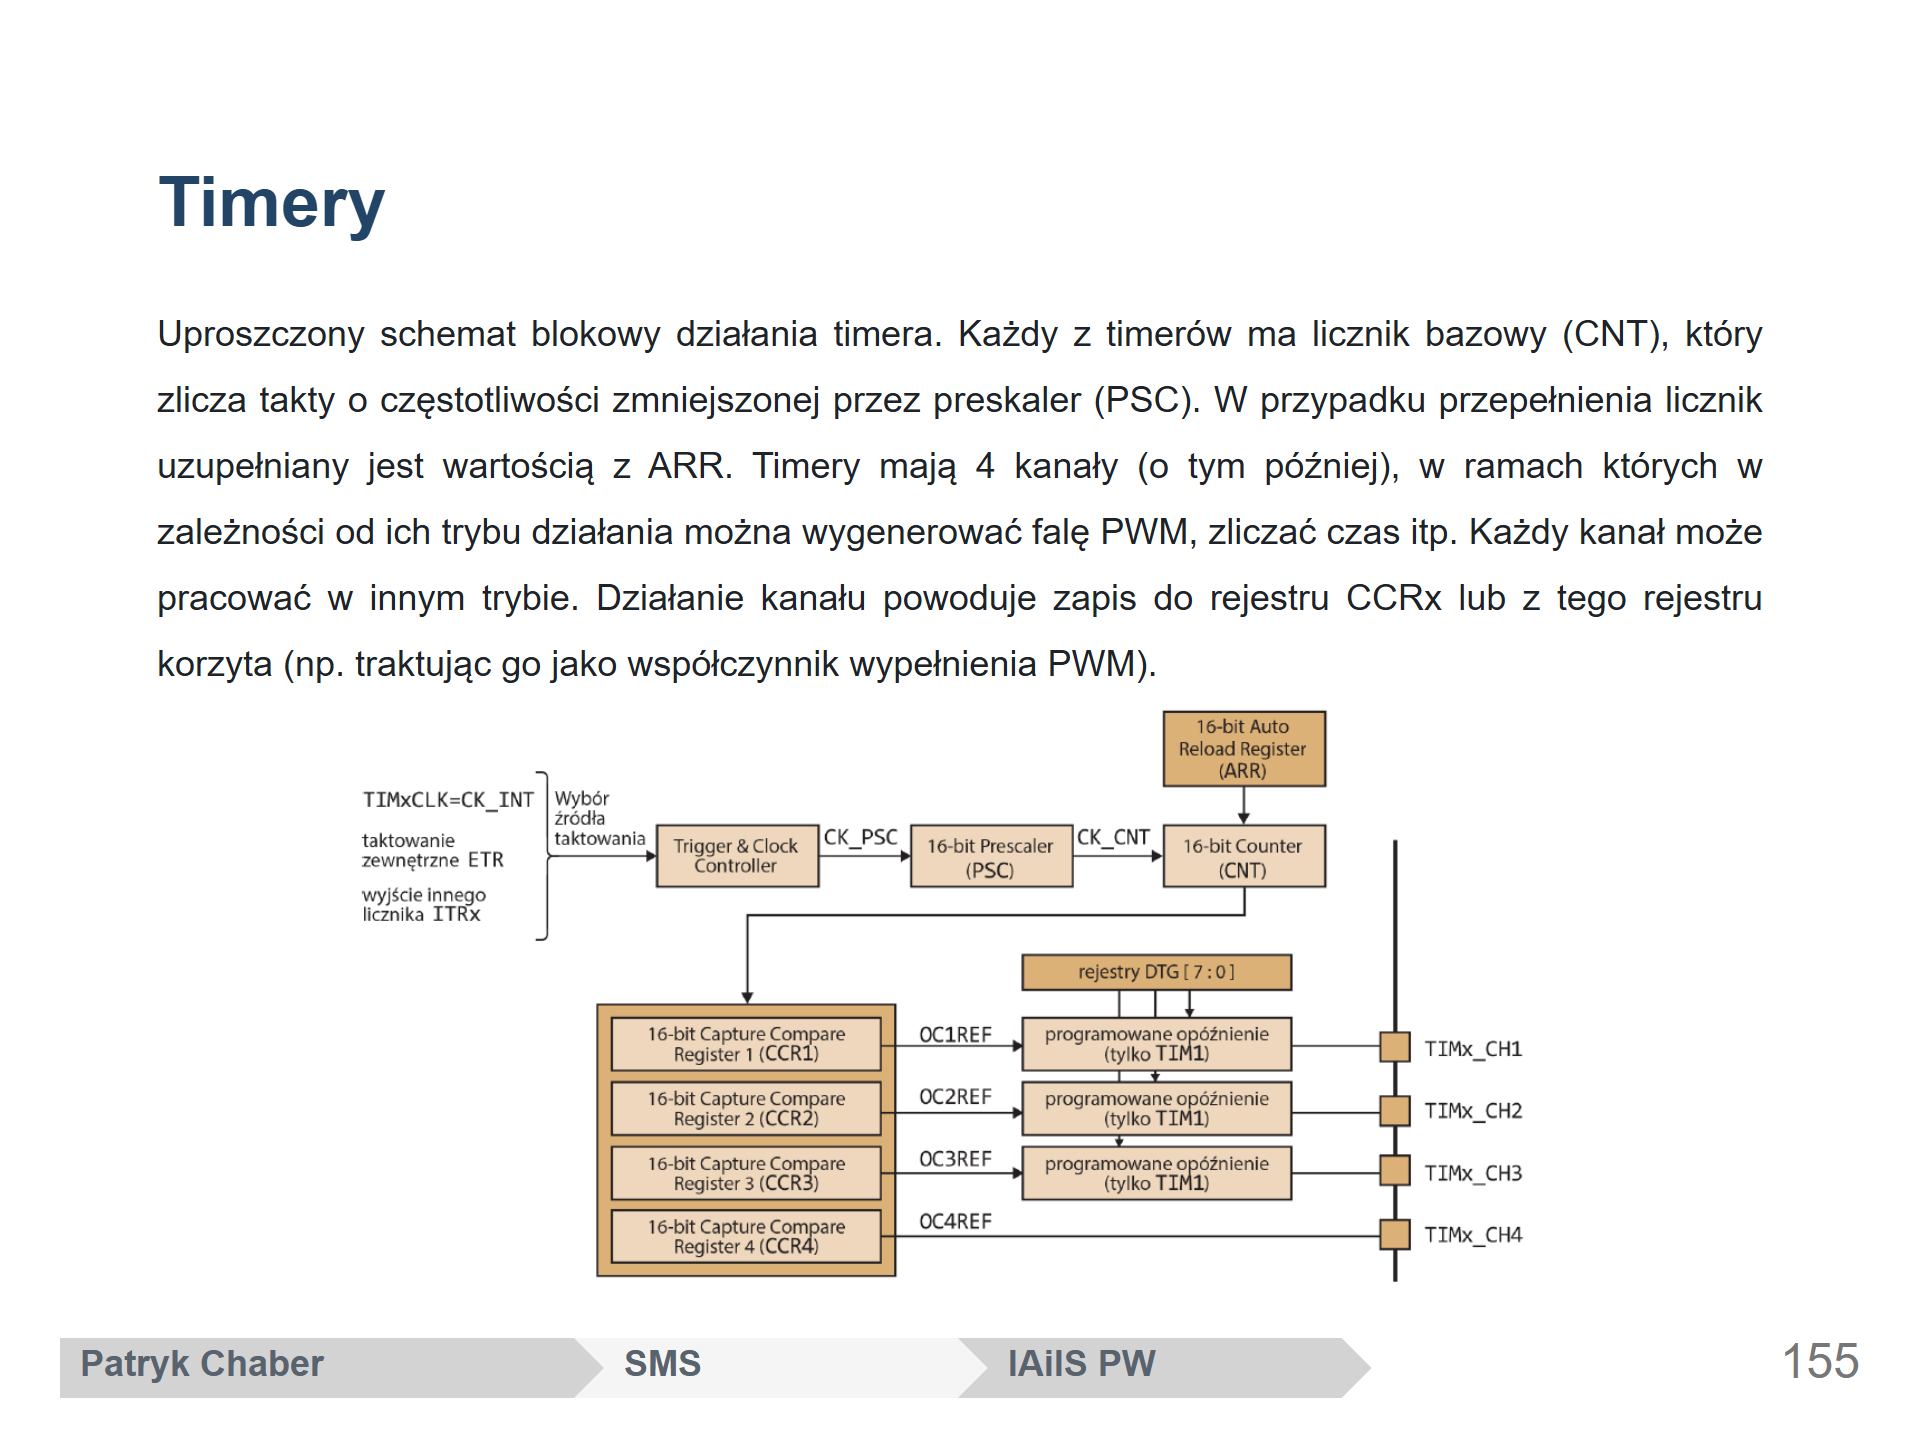 Timery
Uproszczony schemat blokowy działania timera. Każdy z timerów ma licznik bazowy (CNT), który
zlicza takty o częstotliwości zmniejszonej przez preskaler (PSC). W przypadku przepełnienia licznik
uzupełniany jest wartością z ARR. Timery mają 4 kanały (o tym później), w ramach których w
zależności od ich trybu działania można wygenerować falę PWM, zliczać czas itp. Każdy kanał może
pracować w innym trybie. Działanie kanału powoduje zapis do rejestru CCRx lub z tego rejestru
korzyta (np. traktując go jako współczynnik wypełnienia PWM).
16-bit Auto
Reload Register
(ARR)
TIMxCLK=CK_INT
taktowanie
zewnętrzne ETR
wyjście innego
licznika ITRx
Wybór
źródła
taktowania
Trigger & Clock
Controller
CK_PSC
16-bit Prescaler
(PSC)
CK_CNT
16-bit Counter
(CNT)
rejestry DTG [ 7 : 0 ]
16-bit Capture Compare
Register 1 (CCR1)
OC1REF
programowane opóźnienie
(tylko TIM1)
TIMx_CH1
16-bit Capture Compare
Register 2 (CCR2)
OC2REF
programowane opóźnienie
(tylko TIM1)
TIMx_CH2
16-bit Capture Compare
Register 3 (CCR3)
OC3REF
programowane opóźnienie
(tylko TIM1)
TIMx_CH3
16-bit Capture Compare
Register 4 (CCR4)
OC4REF
TIMx_CH4
Patryk Chaber
SMS
IAiIS PW
155